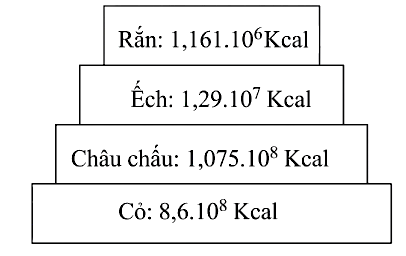 Rắn: 1,161.10⁶Kcal
Ếch: 1,29.10⁷ Kcal
Châu chấu: 1,075.10⁸ Kcal
Cỏ: 8,6.10⁸ Kcal